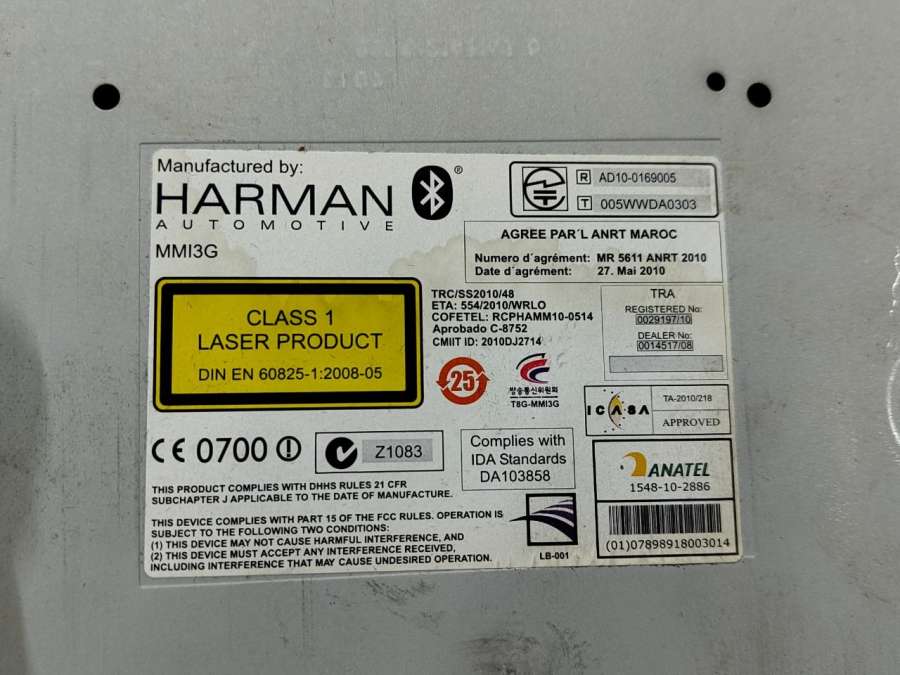 Manufactured by:
HARMAN
AUTOMOTIVE
MMI3G
®
R AD10-0169005
T 005WWDA0303
AGREE PAR´L ANRT MAROC
Numero d´agrément: MR 5611 ANRT 2010
Date d´agrément: 27. Mai 2010
CLASS 1
LASER PRODUCT
DIN EN 60825-1:2008-05
TRC/SS2010/48
ETA: 554/2010/WRLO
COFETEL: RCPHAMM10-0514
Aprobado C-8752
CMIIT ID: 2010DJ2714
TRA
REGISTERED No:
0029197/10
DEALER No:
0014517/08
25
방송통신위원회
T8G-MMI3G
ICASA
TA-2010/218
APPROVED
CE 0700
Z1083
Complies with
IDA Standards
DA103858
ANATEL
1548-10-2886
(01)07898918003014
THIS PRODUCT COMPLIES WITH DHHS RULES 21 CFR
SUBCHAPTER J APPLICABLE TO THE DATE OF MANUFACTURE.
THIS DEVICE COMPLIES WITH PART 15 OF THE FCC RULES. OPERATION IS
SUBJECT TO THE FOLLOWING TWO CONDITIONS:
(1) THIS DEVICE MAY NOT CAUSE HARMFUL INTERFERENCE, AND
(2) THIS DEVICE MUST ACCEPT ANY INTERFERENCE RECEIVED,
INCLUDING INTERFERENCE THAT MAY CAUSE UNDESIRED OPERATION.
LB-001